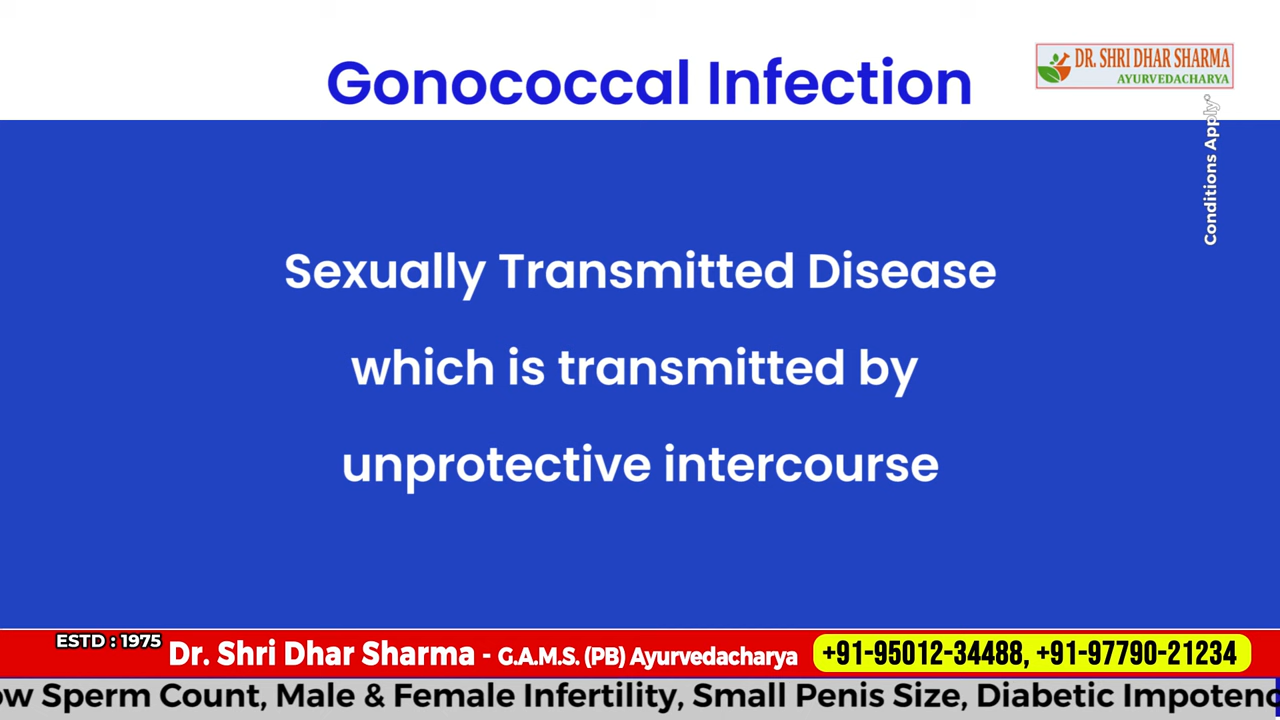 Gonococcal Infection
DR. SHRI DHAR SHARMA
AYURVEDACHARYA
Conditions Apply*
Sexually Transmitted Disease
which is transmitted by
unprotective intercourse
ESTD : 1975
Dr. Shri Dhar Sharma - G.A.M.S. (PB) Ayurvedacharya
+91-95012-34488, +91-97790-21234
Sperm Count, Male & Female Infertility, Small Penis Size, Diabetic